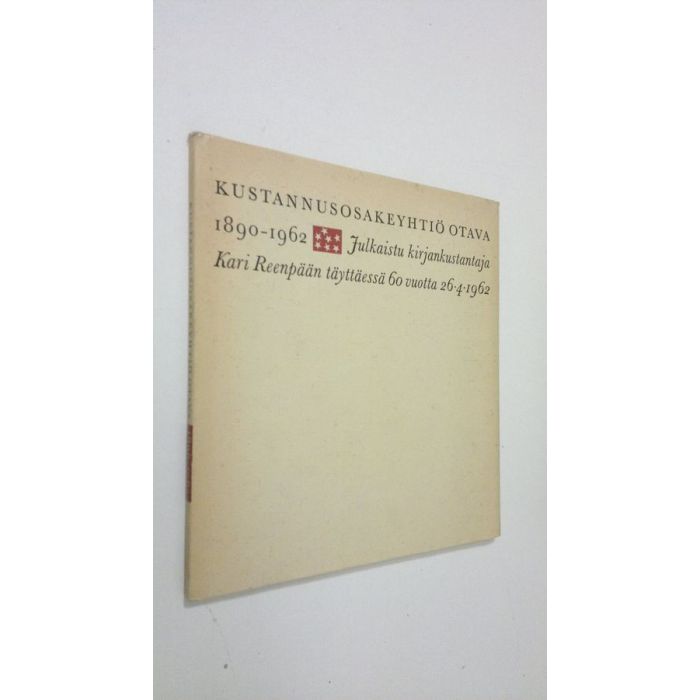 KUSTANNUSOSAKEYHTIÖ OTAVA
1890-1962 Julkaistu kirjankustantaja
Kari Reenpään täyttäessä 60 vuotta 26·4·1962